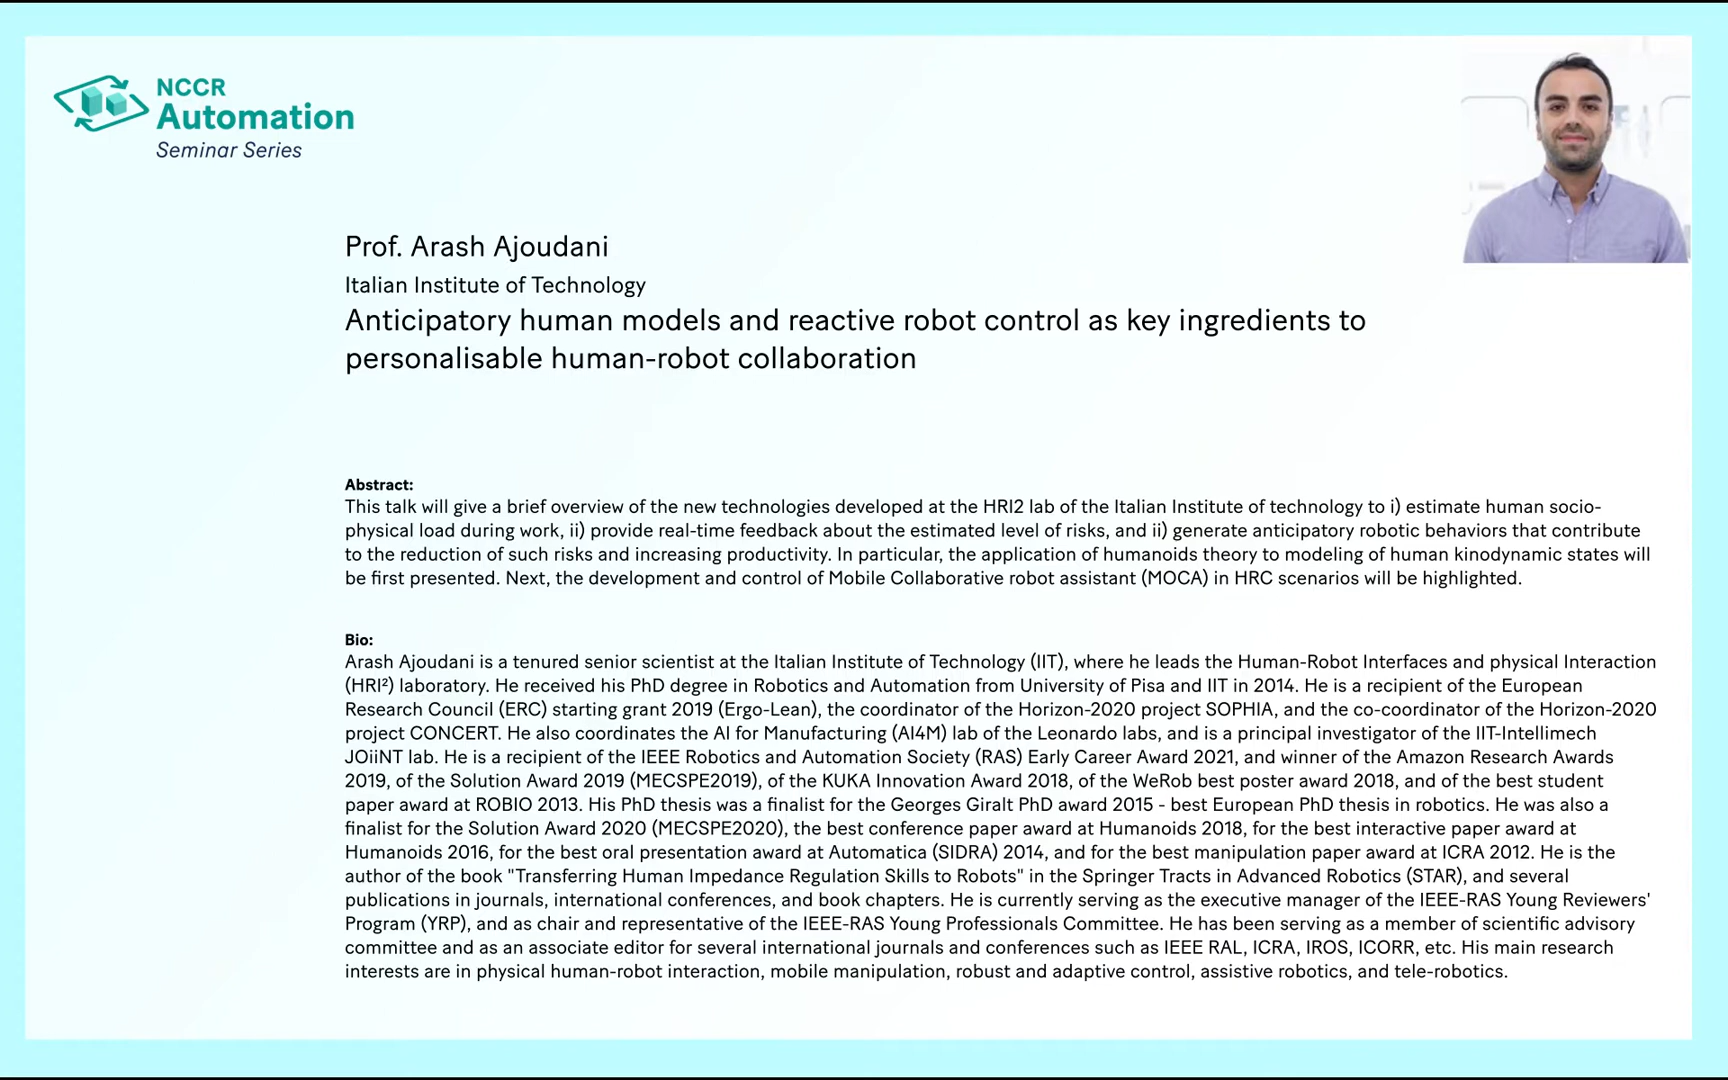 NCCR
Automation
Seminar Series
Prof. Arash Ajoudani
Italian Institute of Technology
Anticipatory human models and reactive robot control as key ingredients to
personalisable human-robot collaboration
Abstract:
This talk will give a brief overview of the new technologies developed at the HRI2 lab of the Italian Institute of technology to i) estimate human socio-
physical load during work, ii) provide real-time feedback about the estimated level of risks, and ii) generate anticipatory robotic behaviors that contribute
to the reduction of such risks and increasing productivity. In particular, the application of humanoids theory to modeling of human kinodynamic states will
be first presented. Next, the development and control of Mobile Collaborative robot assistant (MOCA) in HRC scenarios will be highlighted.
Bio:
Arash Ajoudani is a tenured senior scientist at the Italian Institute of Technology (IIT), where he leads the Human-Robot Interfaces and physical Interaction
(HRI²) laboratory. He received his PhD degree in Robotics and Automation from University of Pisa and IIT in 2014. He is a recipient of the European
Research Council (ERC) starting grant 2019 (Ergo-Lean), the coordinator of the Horizon-2020 project SOPHIA, and the co-coordinator of the Horizon-2020
project CONCERT. He also coordinates the AI for Manufacturing (AI4M) lab of the Leonardo labs, and is a principal investigator of the IIT-Intellimech
JOiiNT lab. He is a recipient of the IEEE Robotics and Automation Society (RAS) Early Career Award 2021, and winner of the Amazon Research Awards
2019, of the Solution Award 2019 (MECSPE2019), of the KUKA Innovation Award 2018, of the WeRob best poster award 2018, and of the best student
paper award at ROBIO 2013. His PhD thesis was a finalist for the Georges Giralt PhD award 2015 - best European PhD thesis in robotics. He was also a
finalist for the Solution Award 2020 (MECSPE2020), the best conference paper award at Humanoids 2018, for the best interactive paper award at
Humanoids 2016, for the best oral presentation award at Automatica (SIDRA) 2014, and for the best manipulation paper award at ICRA 2012. He is the
author of the book "Transferring Human Impedance Regulation Skills to Robots" in the Springer Tracts in Advanced Robotics (STAR), and several
publications in journals, international conferences, and book chapters. He is currently serving as the executive manager of the IEEE-RAS Young Reviewers'
Program (YRP), and as chair and representative of the IEEE-RAS Young Professionals Committee. He has been serving as a member of scientific advisory
committee and as an associate editor for several international journals and conferences such as IEEE RAL, ICRA, IROS, ICORR, etc. His main research
interests are in physical human-robot interaction, mobile manipulation, robust and adaptive control, assistive robotics, and tele-robotics.